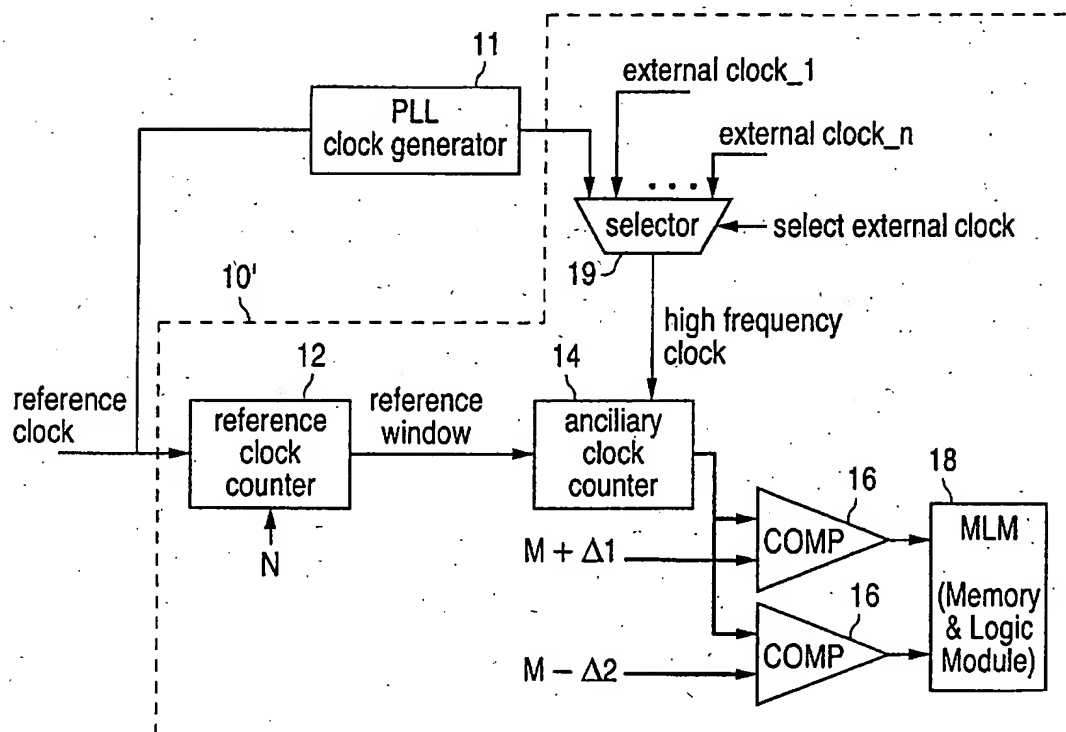 11
PLL
clock generator
external clock_1
external clock_n
• • •
selector
select external clock
19
10'
high frequency
clock
reference
clock
12
reference
clock
counter
N
reference
window
14
ancilliary
clock
counter
M + Δ1
M – Δ2
16
COMP
16
COMP
18
MLM
(Memory
& Logic
Module)